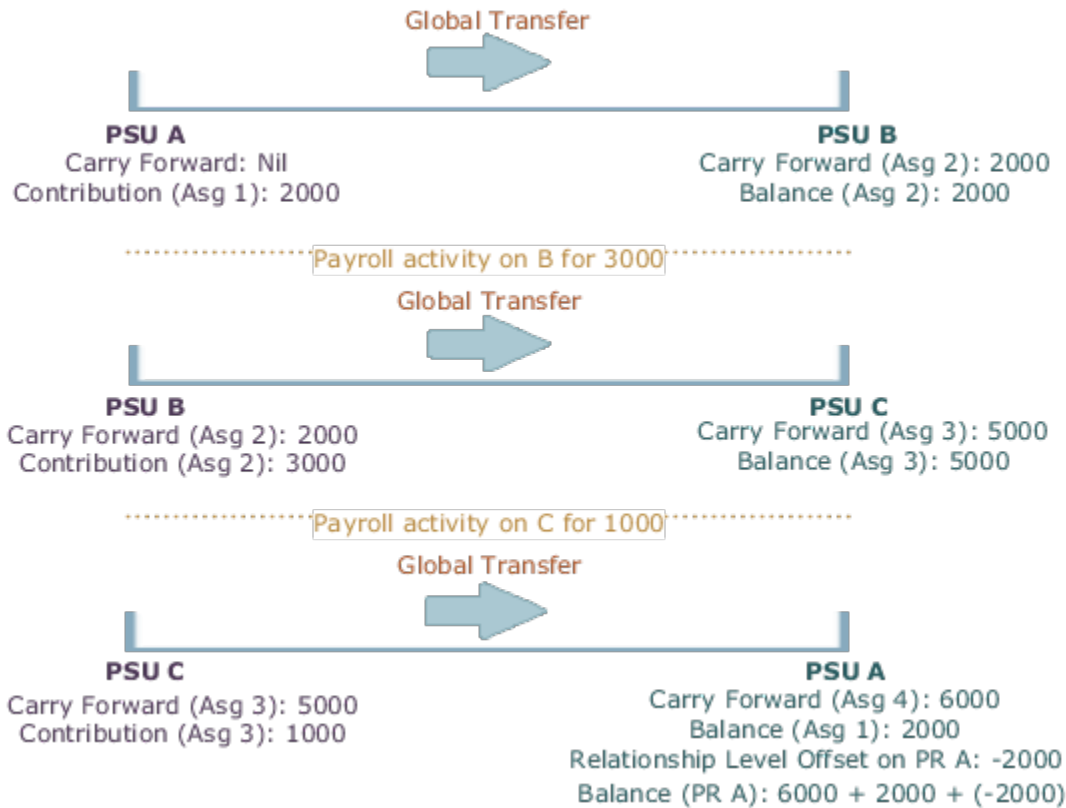 Global Transfer
PSU A
Carry Forward: Nil
Contribution (Asg 1): 2000
PSU B
Carry Forward (Asg 2): 2000
Balance (Asg 2): 2000
Payroll activity on B for 3000
Global Transfer
PSU B
Carry Forward (Asg 2): 2000
Contribution (Asg 2): 3000
PSU C
Carry Forward (Asg 3): 5000
Balance (Asg 3): 5000
Payroll activity on C for 1000
Global Transfer
PSU C
Carry Forward (Asg 3): 5000
Contribution (Asg 3): 1000
PSU A
Carry Forward (Asg 4): 6000
Balance (Asg 1): 2000
Relationship Level Offset on PR A: -2000
Balance (PR A): 6000 + 2000 + (-2000)